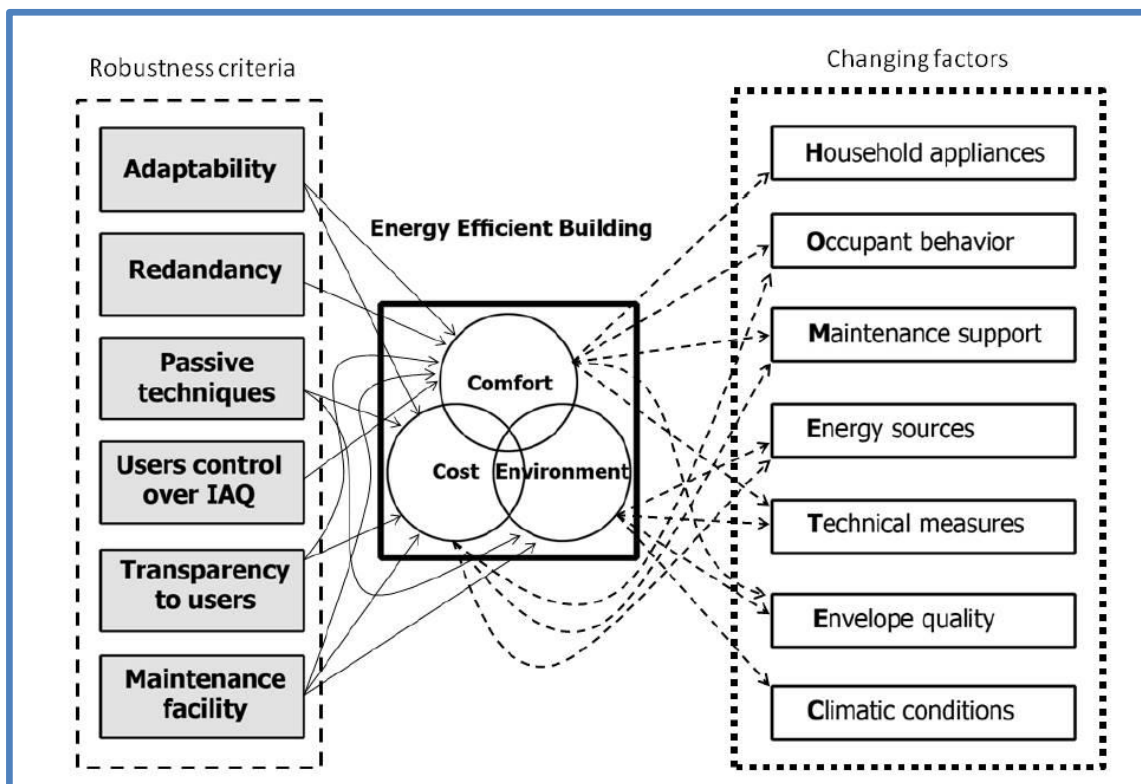 Robustness criteria
Adaptability
Redandancy
Passive
techniques
Users control
over IAQ
Transparency
to users
Maintenance
facility
Energy Efficient Building
Comfort
Cost
Environment
Changing factors
Household appliances
Occupant behavior
Maintenance support
Energy sources
Technical measures
Envelope quality
Climatic conditions